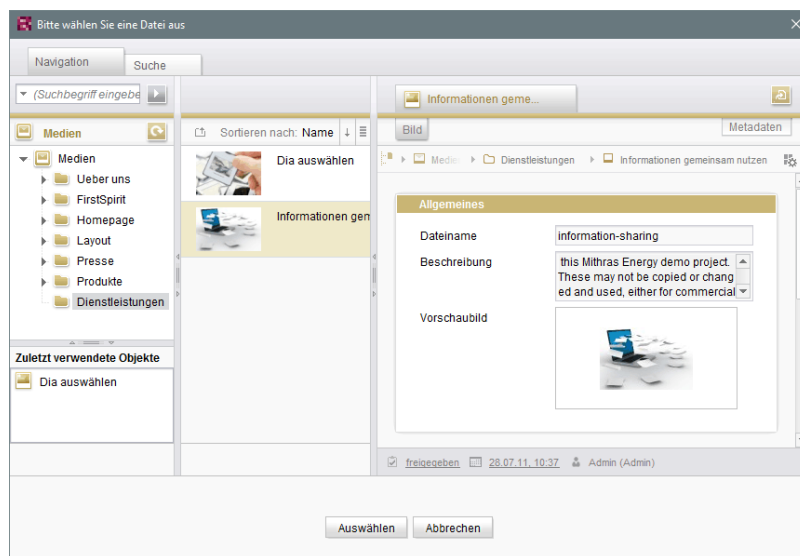 Bitte wählen Sie eine Datei aus
Navigation
Suche
(Suchbegriff eingebe
Medien
Medien
Ueber uns
FirstSpirit
Homepage
Layout
Presse
Produkte
Dienstleistungen
Zuletzt verwendete Objekte
Dia auswählen
Sortieren nach: Name
Dia auswählen
Informationen gem
Informationen geme...
Bild
Metadaten
Medie
Dienstleistungen
Informationen gemeinsam nutzen
Allgemeines
Dateiname
information-sharing
Beschreibung
this Mithras Energy demo project.
These may not be copied or chang
ed and used, either for commercial
Vorschaubild
freigegeben
28.07.11, 10:37
Admin (Admin)
Auswählen
Abbrechen